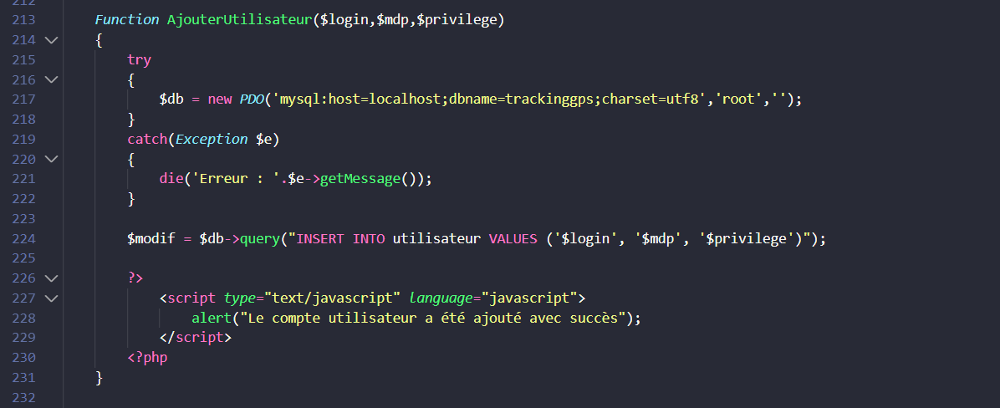 212
213 Function AjouterUtilisateur($login,$mdp,$privilege)
214 {
215 try
216 {
217 $db = new PDO('mysql:host=localhost;dbname=trackinggps;charset=utf8','root','');
218 }
219 catch(Exception $e)
220 {
221 die('Erreur : '.$e->getMessage());
222 }
223
224 $modif = $db->query("INSERT INTO utilisateur VALUES ('$login', '$mdp', '$privilege')");
225
226 ?>
227 <script type="text/javascript" language="javascript">
228 alert("Le compte utilisateur a été ajouté avec succès");
229 </script>
230 <?php
231 }
232